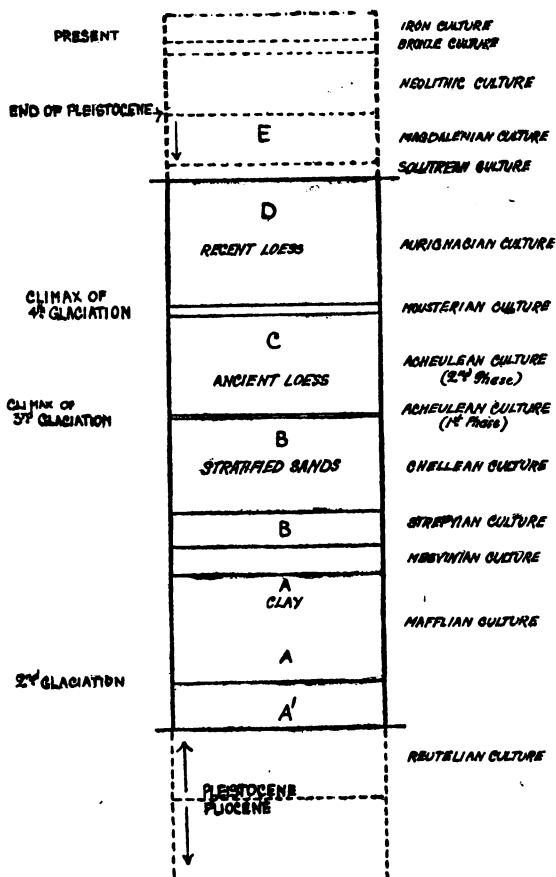 IRON CULTURE
PRESENT
BRONZE CULTURE
NEOLITHIC CULTURE
END OF PLEISTOCENE
E
MAGDALENIAN CULTURE
SOLUTREAN CULTURE
D
RECENT LOESS
AURIGNACIAN CULTURE
CLIMAX OF
4th GLACIATION
MOUSTERIAN CULTURE
C
ANCIENT LOESS
ACHEULEAN CULTURE
(2nd Phase)
CLIMAX OF
3rd GLACIATION
ACHEULEAN CULTURE
(1st Phase)
B
STRATFIED SANDS
CHELLEAN CULTURE
B
STREPYIAN CULTURE
MESVINIAN CULTURE
A
CLAY
MAFFLIAN CULTURE
A
2nd GLACIATION
A'
REUTELIAN CULTURE
PLEISTOCENE
PLIOCENE